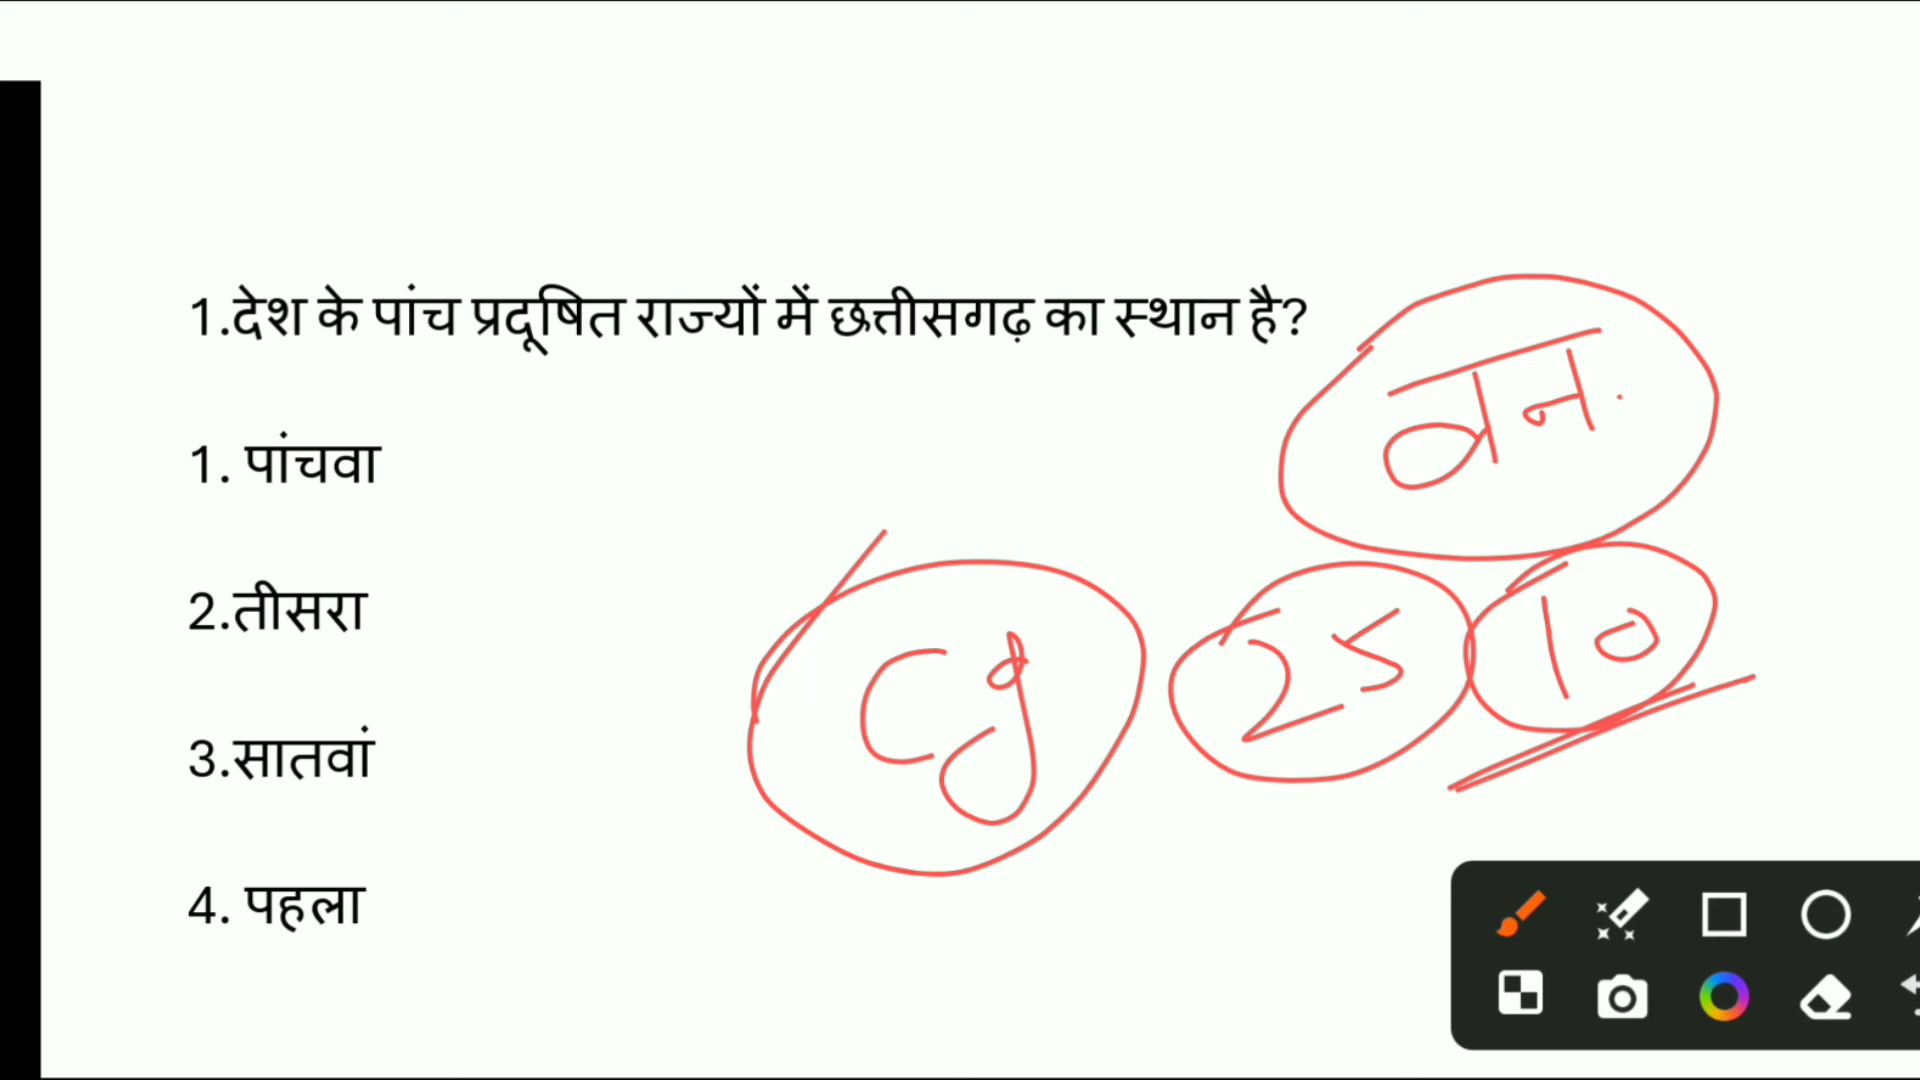 1.देश के पांच प्रदूषित राज्यों में छत्तीसगढ़ का स्थान है?
1. पांचवा
2.तीसरा
3.सातवां
4. पहला
वन
Cg
25
10